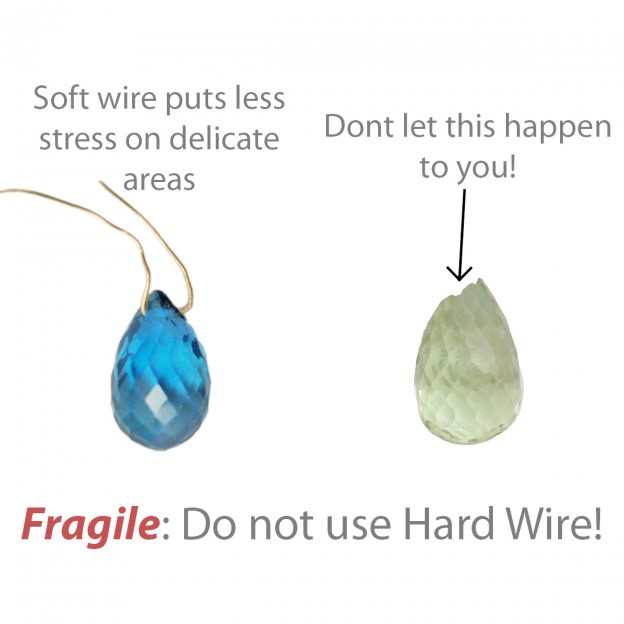 Soft wire puts less
stress on delicate
areas
Dont let this happen
to you!
Fragile: Do not use Hard Wire!